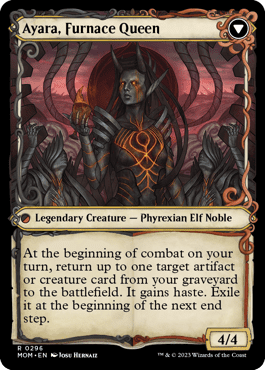 Ayara, Furnace Queen
Legendary Creature — Phyrexian Elf Noble
At the beginning of combat on your
turn, return up to one target artifact
or creature card from your graveyard
to the battlefield. It gains haste. Exile
it at the beginning of the next end
step.
4/4
R 0296
MOM • EN Josu Hernaiz
™ & © 2023 Wizards of the Coast